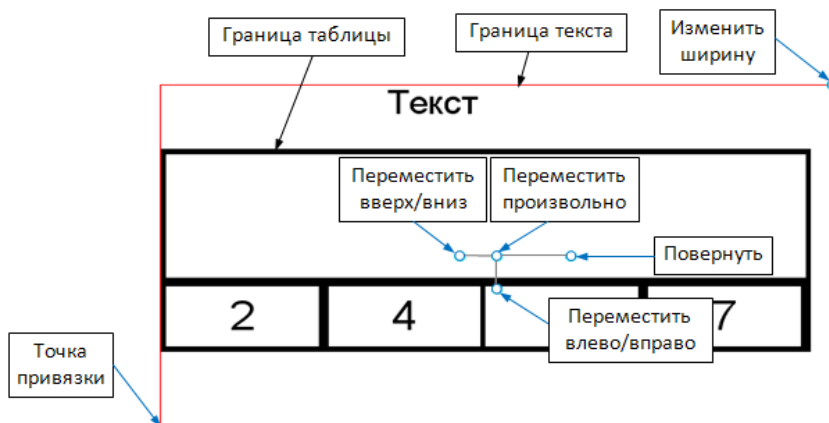 Граница таблицы
Граница текста
Изменить
ширину
Текст
Переместить
вверх/вниз
Переместить
произвольно
Повернуть
2
4
7
Переместить
влево/вправо
Точка
привязки